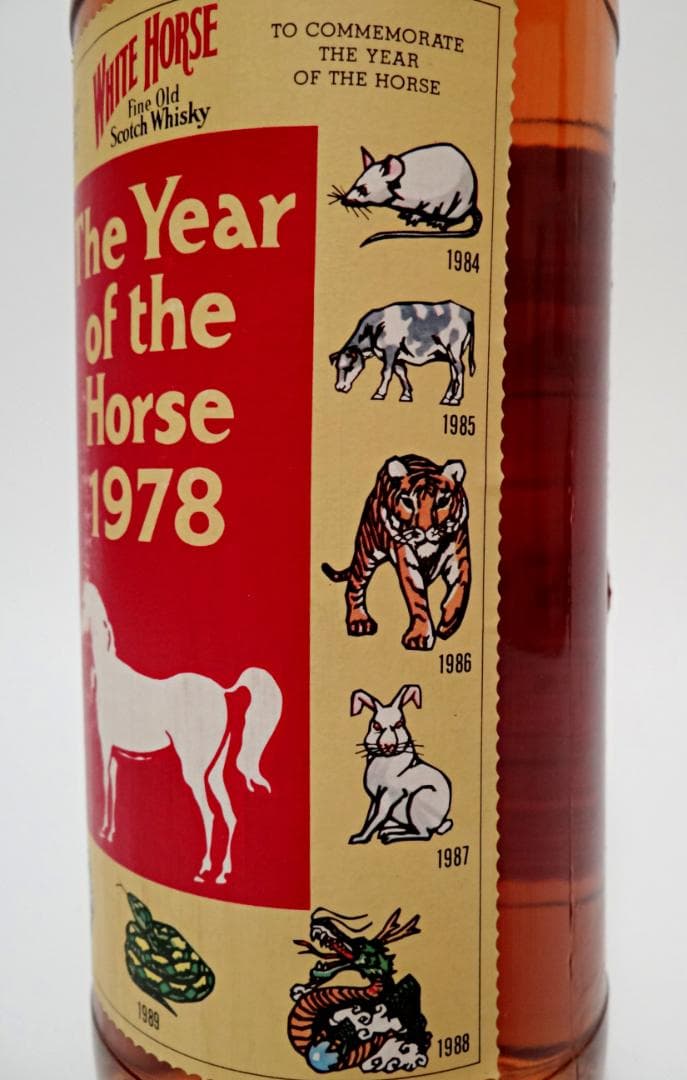 WHITE HORSE
Fine Old
Scotch Whisky
TO COMMEMORATE
THE YEAR
OF THE HORSE
The Year
of the
Horse
1978
1984
1985
1986
1987
1988
1989